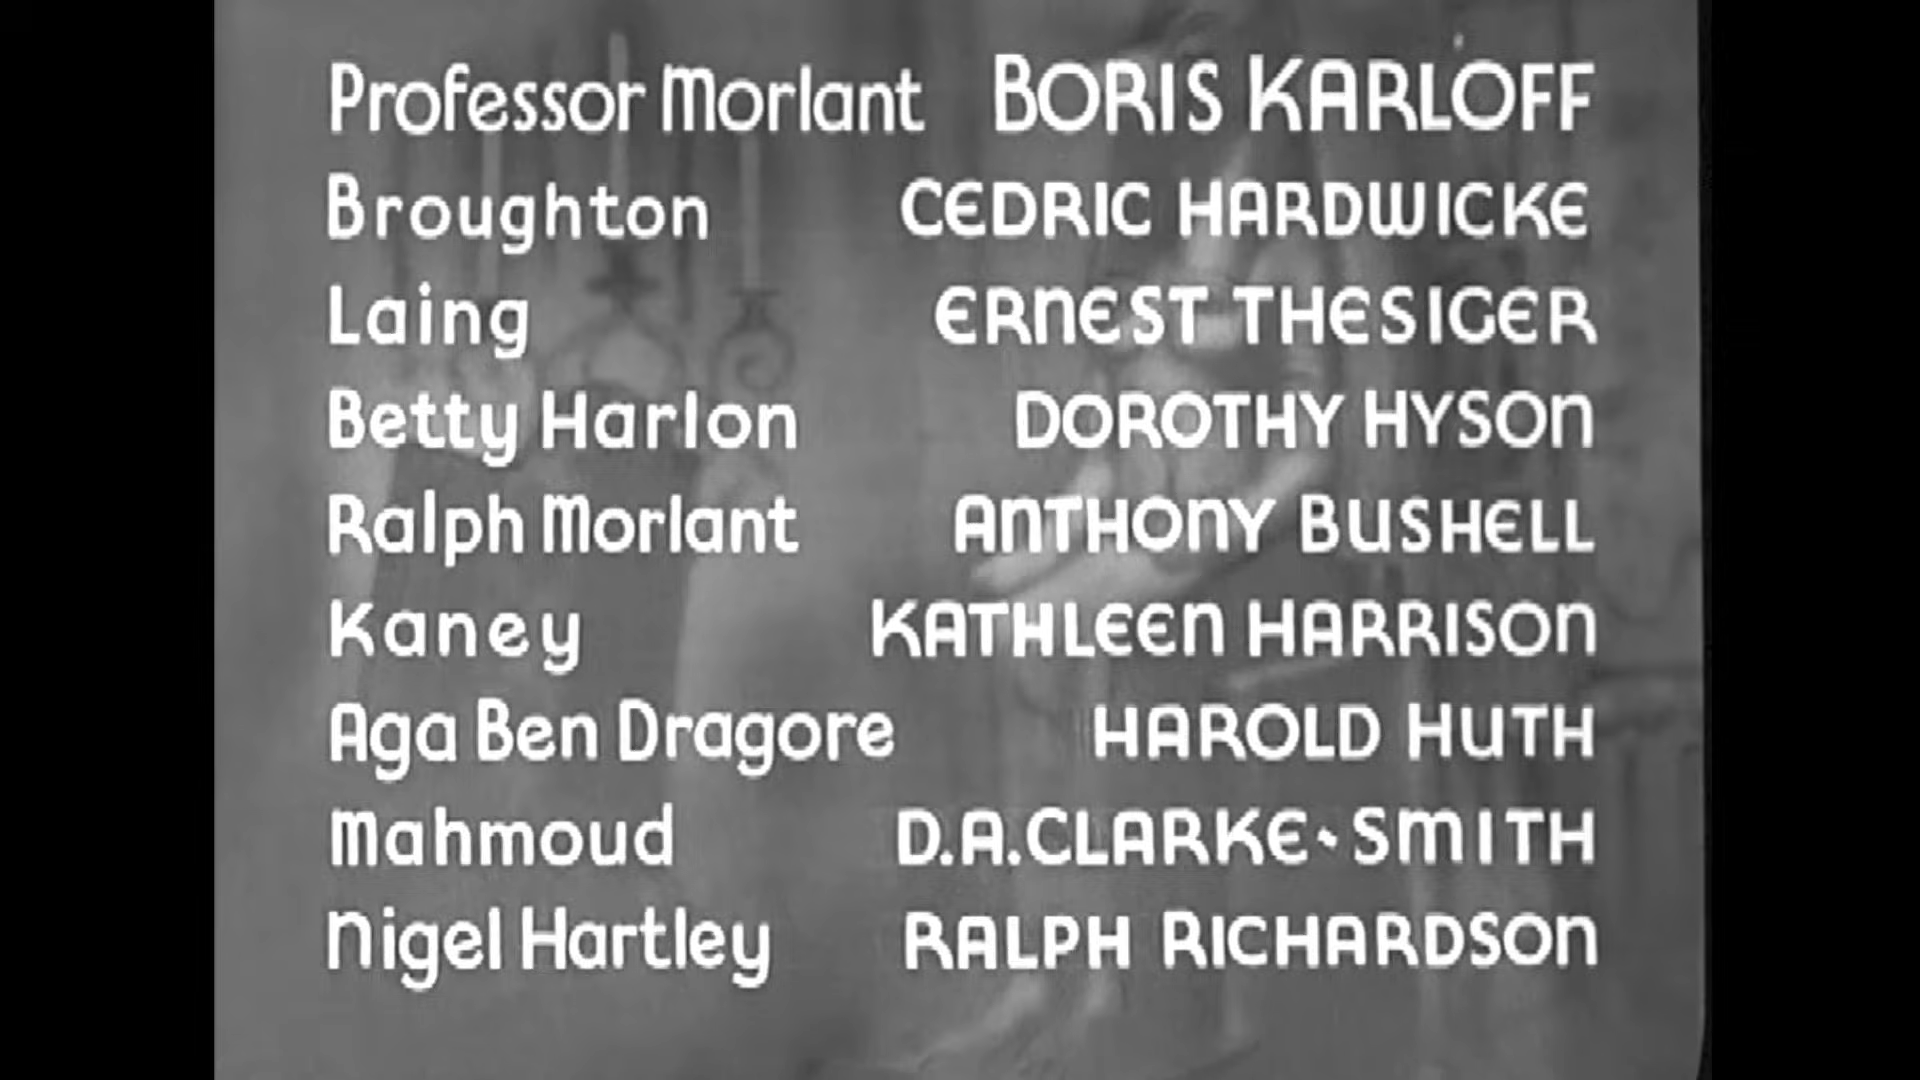 Professor Morlant BORIS KARLOFF
Broughton CEDRIC HARDWICKE
Laing ERNEST THESIGER
Betty Harlon DOROTHY HYSON
Ralph Morlant ANTHONY BUSHELL
Kaney KATHLEEN HARRISON
Aga Ben Dragore HAROLD HUTH
Mahmoud D.A.CLARKE-SMITH
Nigel Hartley RALPH RICHARDSON